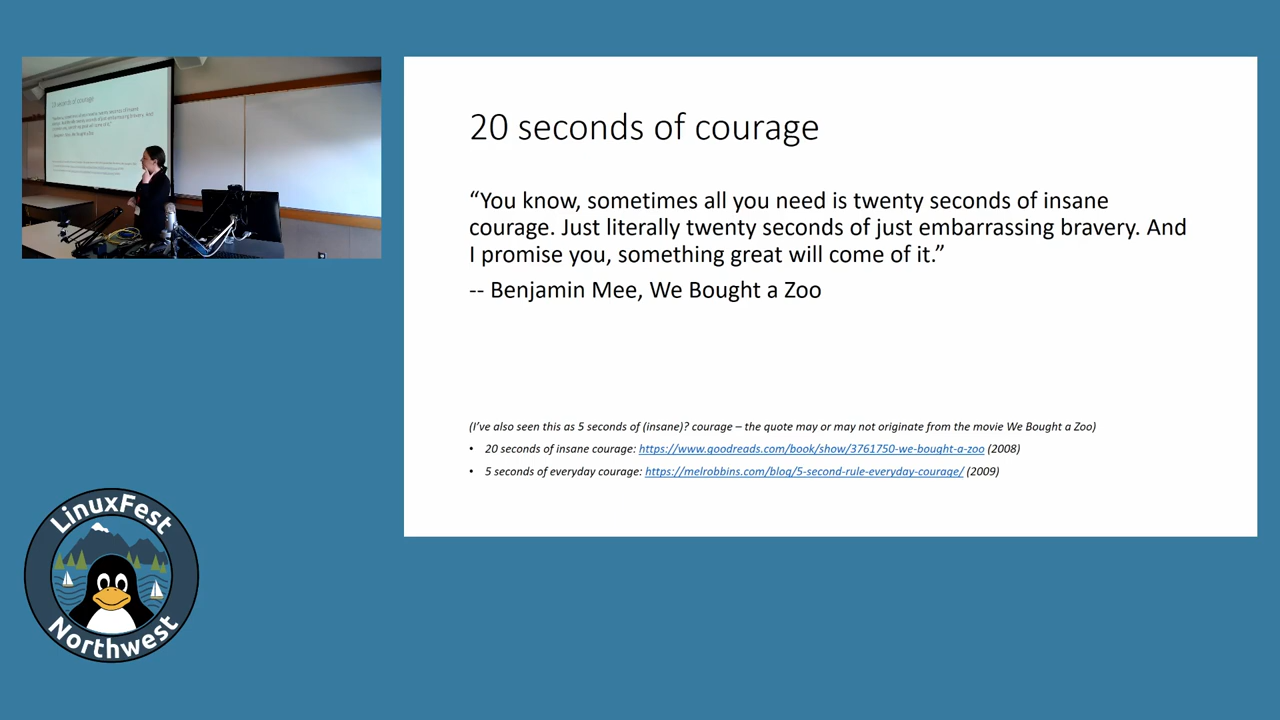 20 seconds of courage
“You know, sometimes all you need is twenty seconds of insane
courage. Just literally twenty seconds of just embarrassing bravery. And
I promise you, something great will come of it.”
-- Benjamin Mee, We Bought a Zoo
(I’ve also seen this as 5 seconds of (insane)? courage – the quote may or may not originate from the movie We Bought a Zoo)
• 20 seconds of insane courage: https://www.goodreads.com/book/show/3761750-we-bought-a-zoo (2008)
• 5 seconds of everyday courage: https://melrobbins.com/blog/5-second-rule-everyday-courage/ (2009)
LinuxFest
Northwest